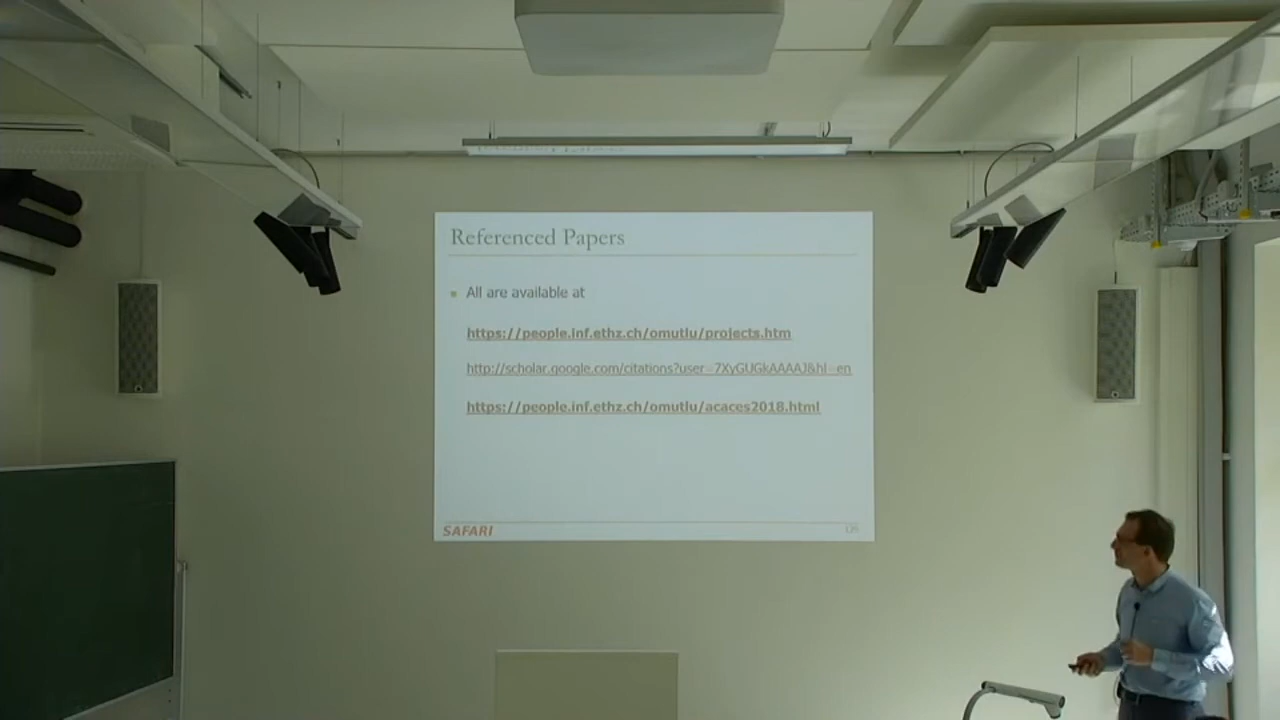 Referenced Papers
All are available at
https://people.inf.ethz.ch/omutlu/projects.htm
http://scholar.google.com/citations?user=7XyGUGkAAAAJ&hl=en
https://people.inf.ethz.ch/omutlu/acaces2018.html
SAFARI